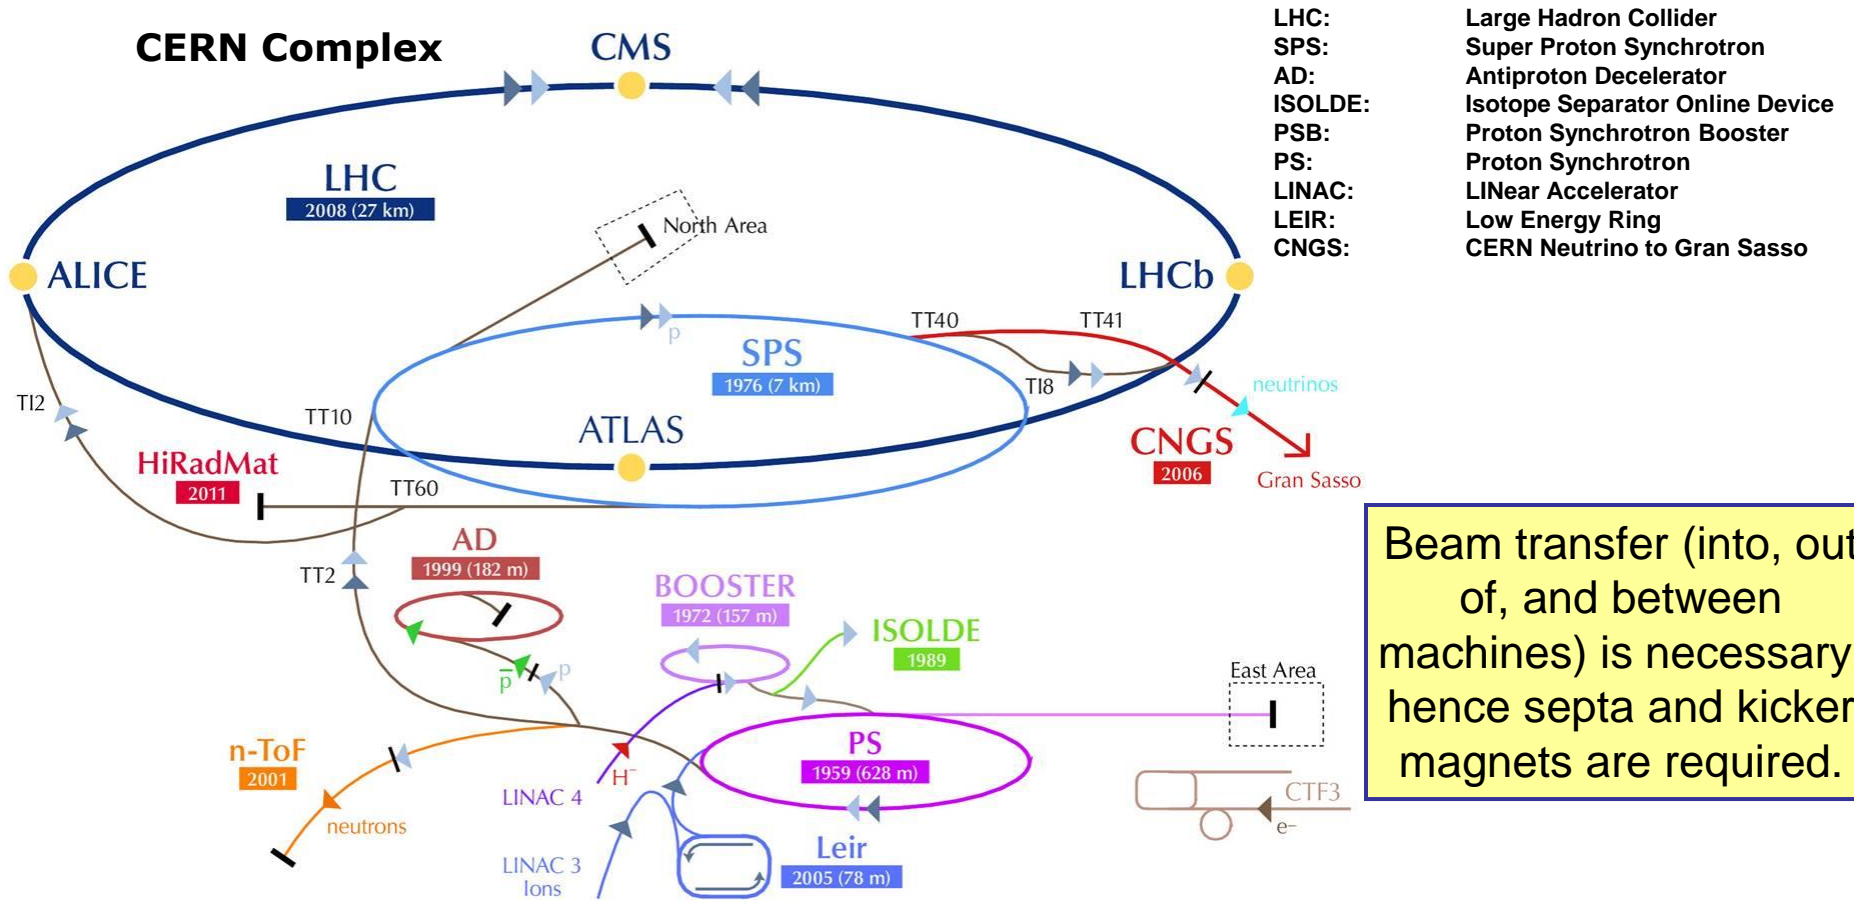 CERN Complex
LHC: Large Hadron Collider
SPS: Super Proton Synchrotron
AD: Antiproton Decelerator
ISOLDE: Isotope Separator Online Device
PSB: Proton Synchrotron Booster
PS: Proton Synchrotron
LINAC: LINear Accelerator
LEIR: Low Energy Ring
CNGS: CERN Neutrino to Gran Sasso
CMS
LHC
2008 (27 km)
North Area
ALICE
LHCb
TT40
TT41
p
SPS
1976 (7 km)
TI8
neutrinos
TI2
TT10
ATLAS
CNGS
2006
Gran Sasso
HiRadMat
2011
TT60
AD
1999 (182 m)
TT2
BOOSTER
1972 (157 m)
ISOLDE
1989
p̄
p
East Area
n-ToF
2001
neutrons
H⁻
LINAC 4
PS
1959 (628 m)
CTF3
e–
LINAC 3
Ions
Leir
2005 (78 m)
Beam transfer (into, out
of, and between
machines) is necessary
hence septa and kicker
magnets are required.